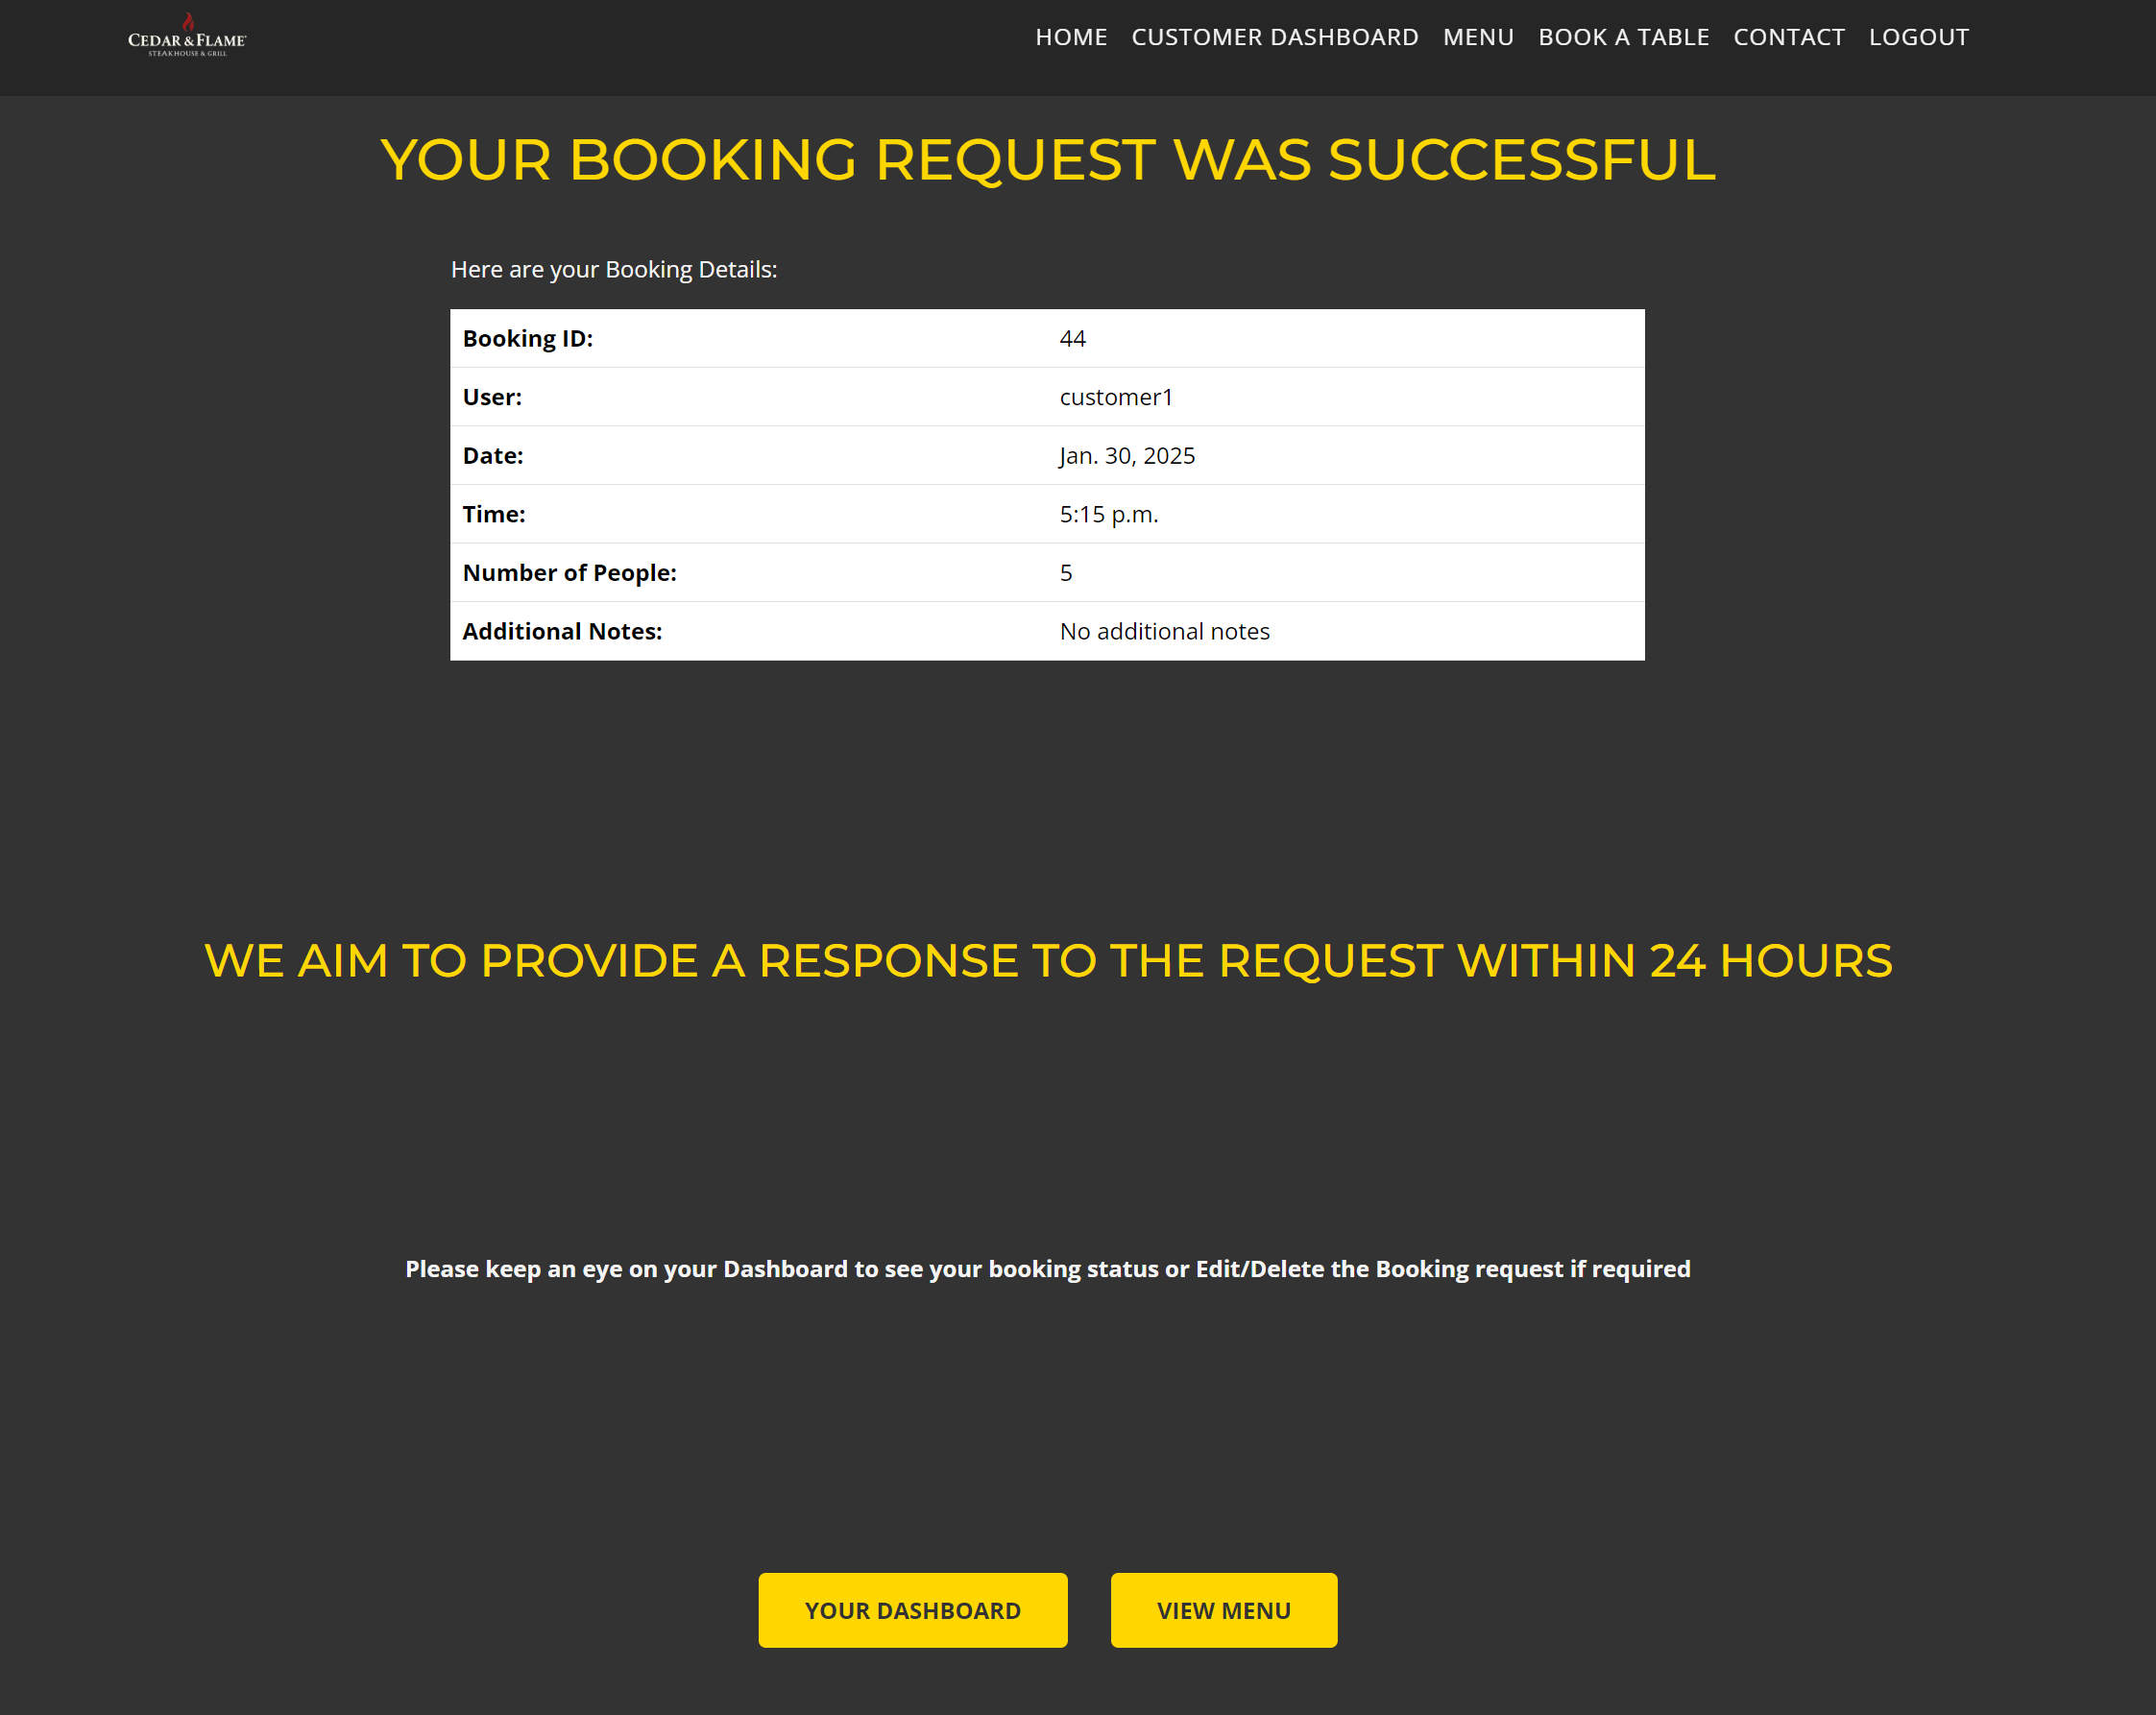 CEDAR & FLAME
STEAKHOUSE & GRILL
HOME CUSTOMER DASHBOARD MENU BOOK A TABLE CONTACT LOGOUT
YOUR BOOKING REQUEST WAS SUCCESSFUL
Here are your Booking Details:
Booking ID: 44
User: customer1
Date: Jan. 30, 2025
Time: 5:15 p.m.
Number of People: 5
Additional Notes: No additional notes
WE AIM TO PROVIDE A RESPONSE TO THE REQUEST WITHIN 24 HOURS
Please keep an eye on your Dashboard to see your booking status or Edit/Delete the Booking request if required
YOUR DASHBOARD VIEW MENU